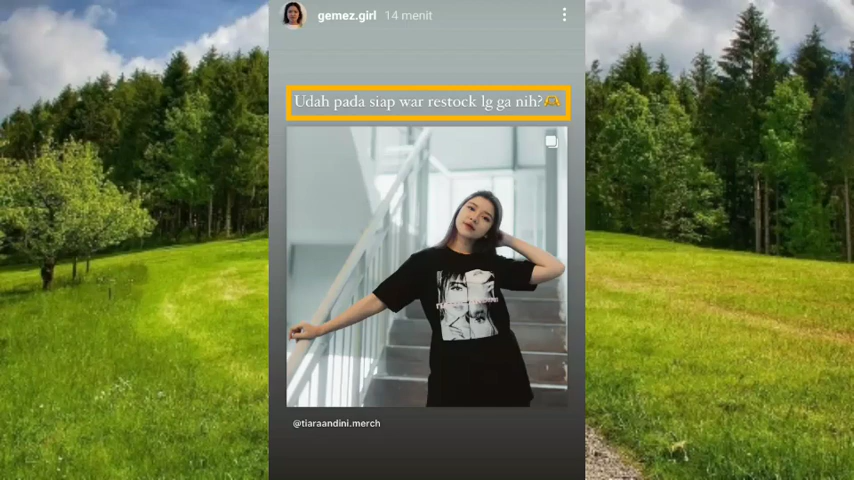 gemez.girl 14 menit
Udah pada siap war restock lg ga nih?🫶
@tiaraandini.merch